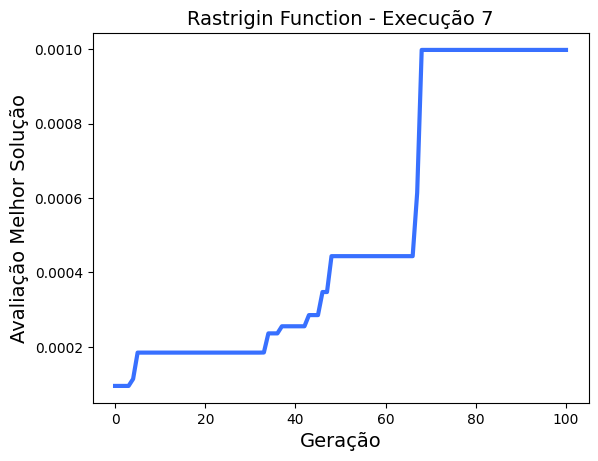 Rastrigin Function - Execução 7
Avaliação Melhor Solução
0.0010
0.0008
0.0006
0.0004
0.0002
0 20 40 60 80 100
Geração